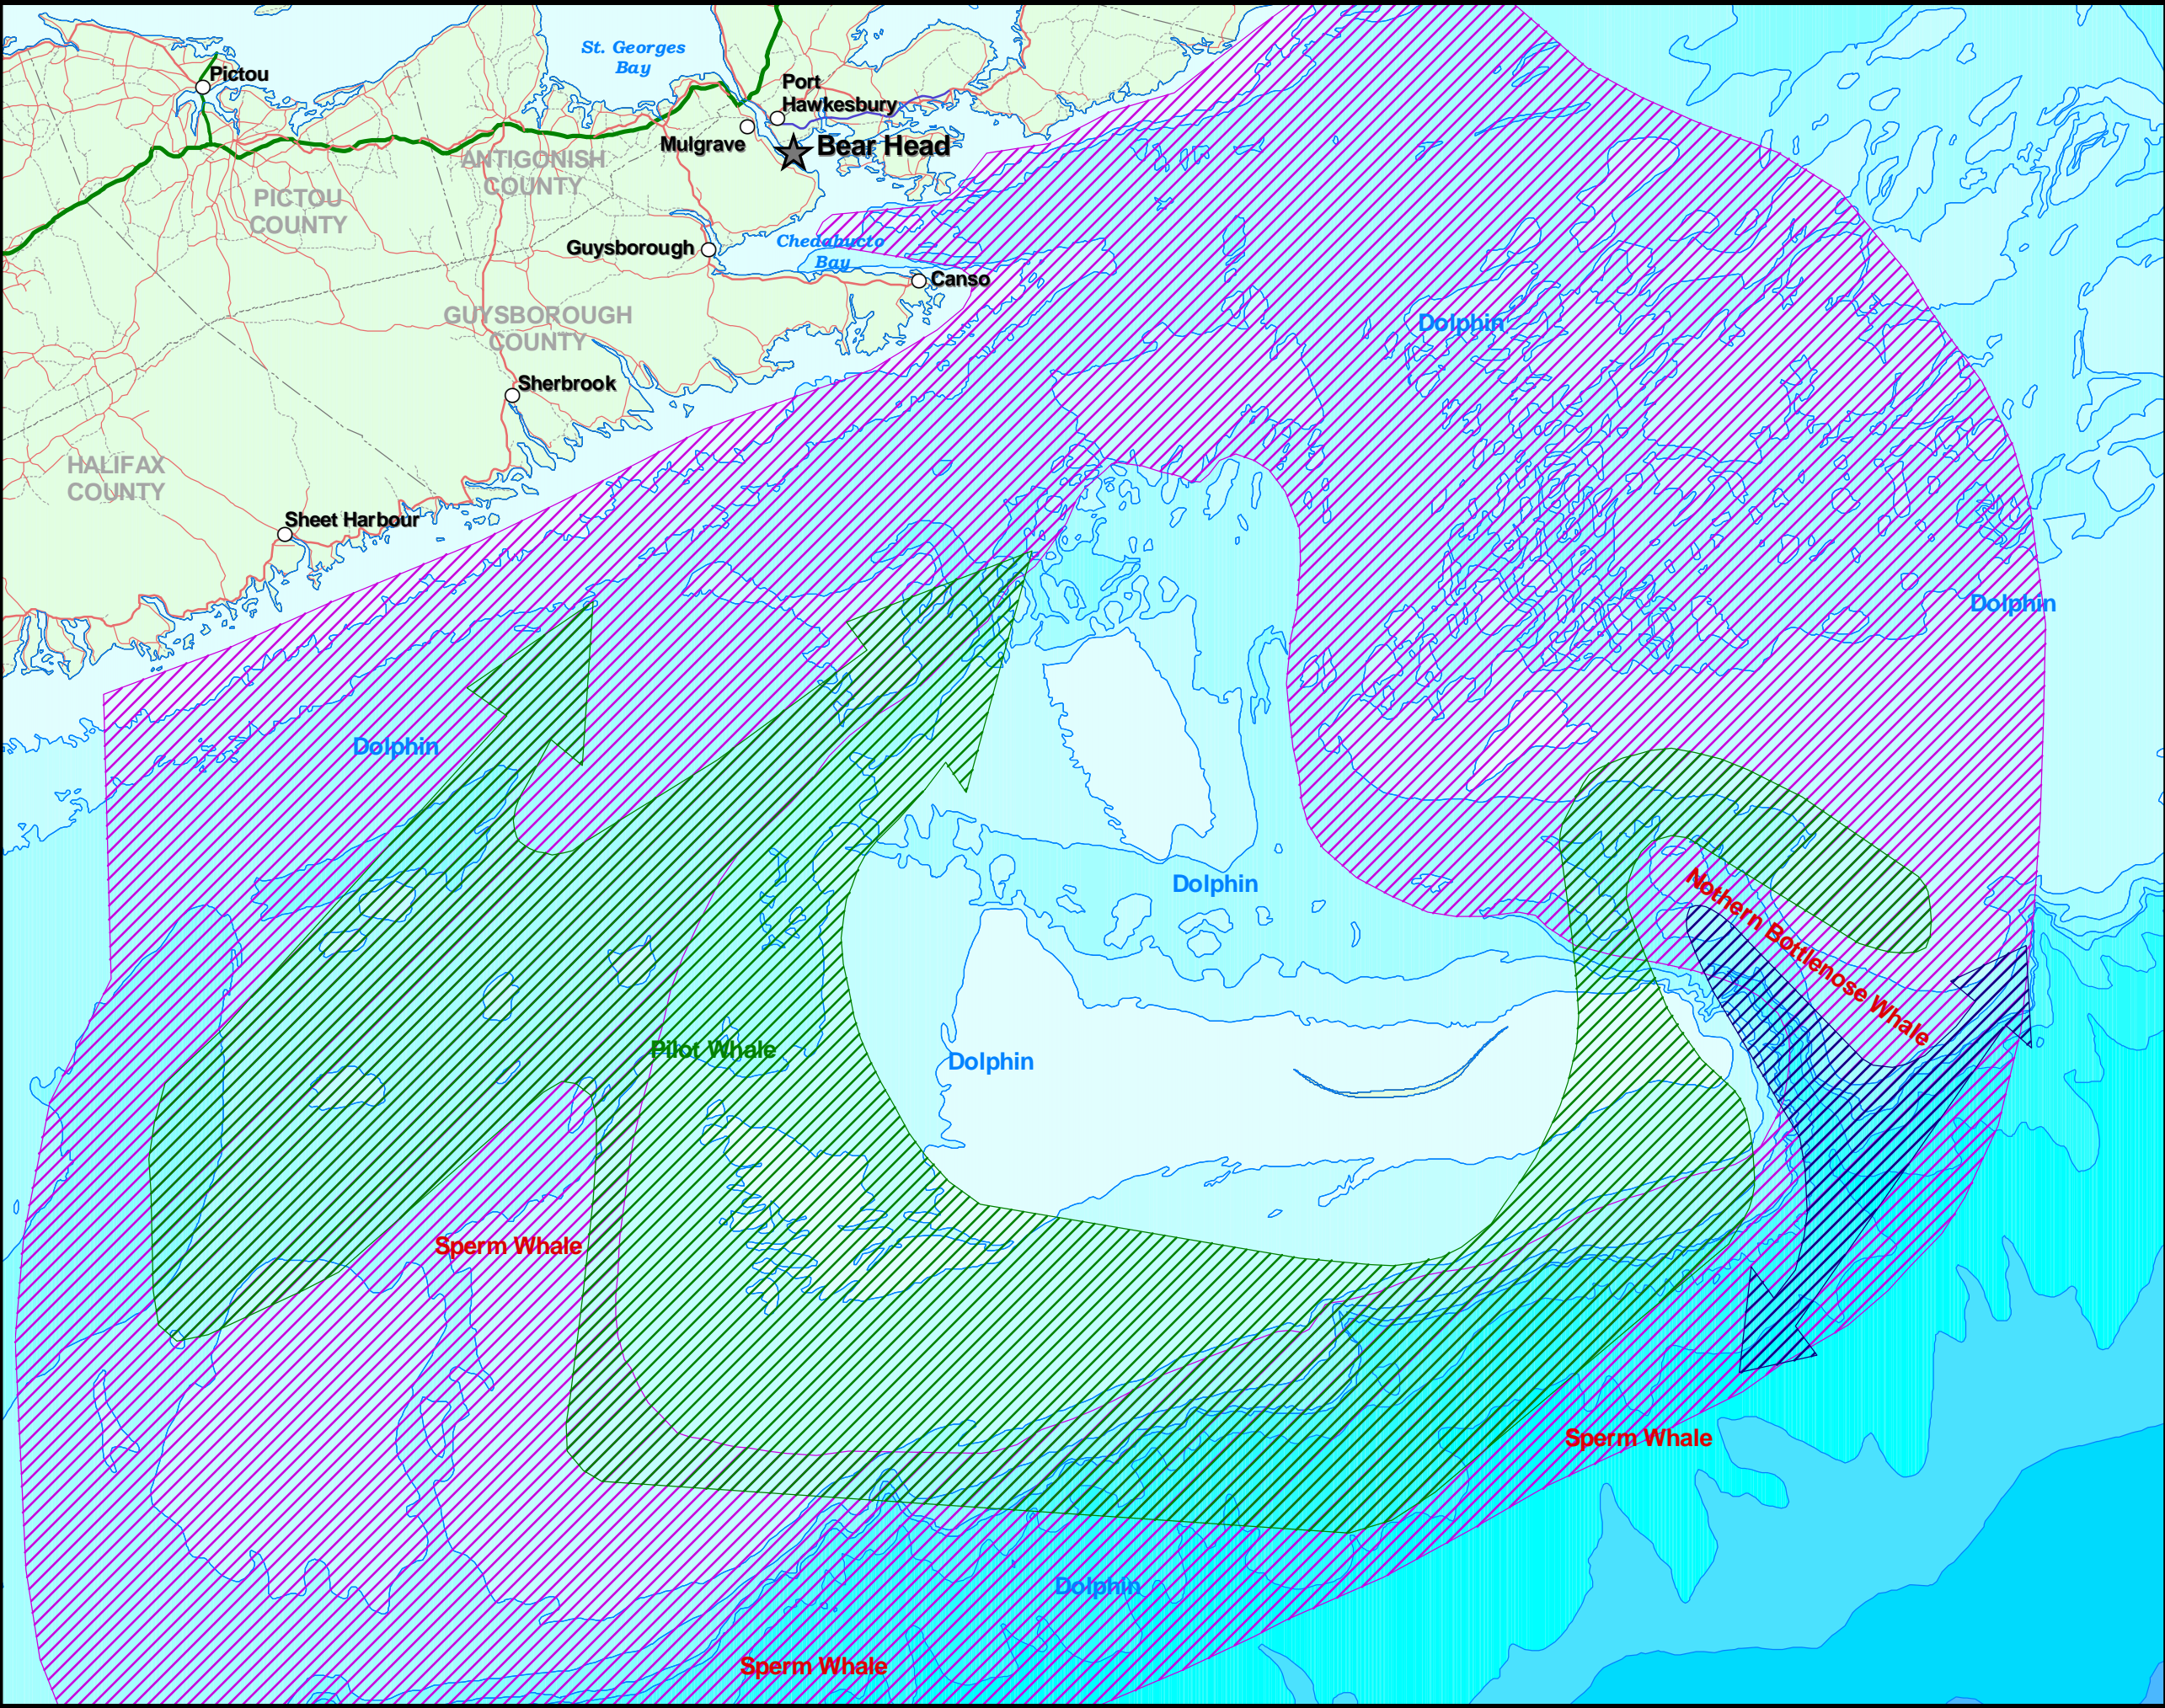 St. Georges
Bay
Pictou
Port
Hawkesbury
Mulgrave
Bear Head
ANTIGONISH
COUNTY
PICTOU
COUNTY
Guysborough
Chedabucto
Bay
Canso
GUYSBOROUGH
COUNTY
Dolphin
Sherbrook
HALIFAX
COUNTY
Sheet Harbour
Dolphin
Dolphin
Dolphin
Nothern Bottlenose Whale
Pilot Whale
Dolphin
Sperm Whale
Sperm Whale
Dolphin
Sperm Whale